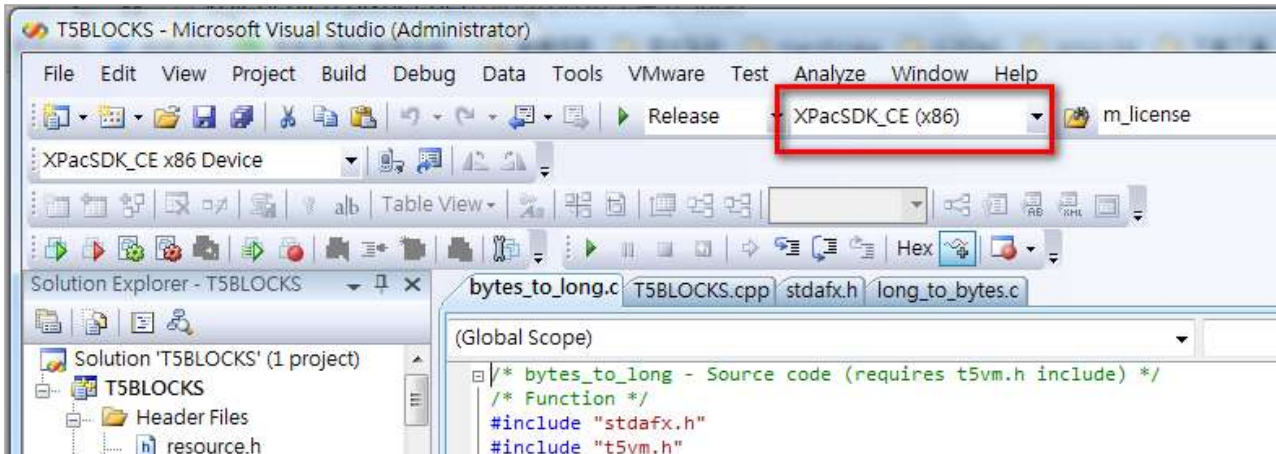 T5BLOCKS - Microsoft Visual Studio (Administrator)
File Edit View Project Build Debug Data Tools VMware Test Analyze Window Help
Release XPacSDK_CE (x86) m_license
XPacSDK_CE x86 Device
ab Table View
Hex
Solution Explorer - T5BLOCKS
bytes_to_long.c T5BLOCKS.cpp stdafx.h long_to_bytes.c
(Global Scope)
Solution 'T5BLOCKS' (1 project)
T5BLOCKS
Header Files
resource.h
/* bytes_to_long - Source code (requires t5vm.h include) */
/* Function */
#include "stdafx.h"
#include "t5vm.h"